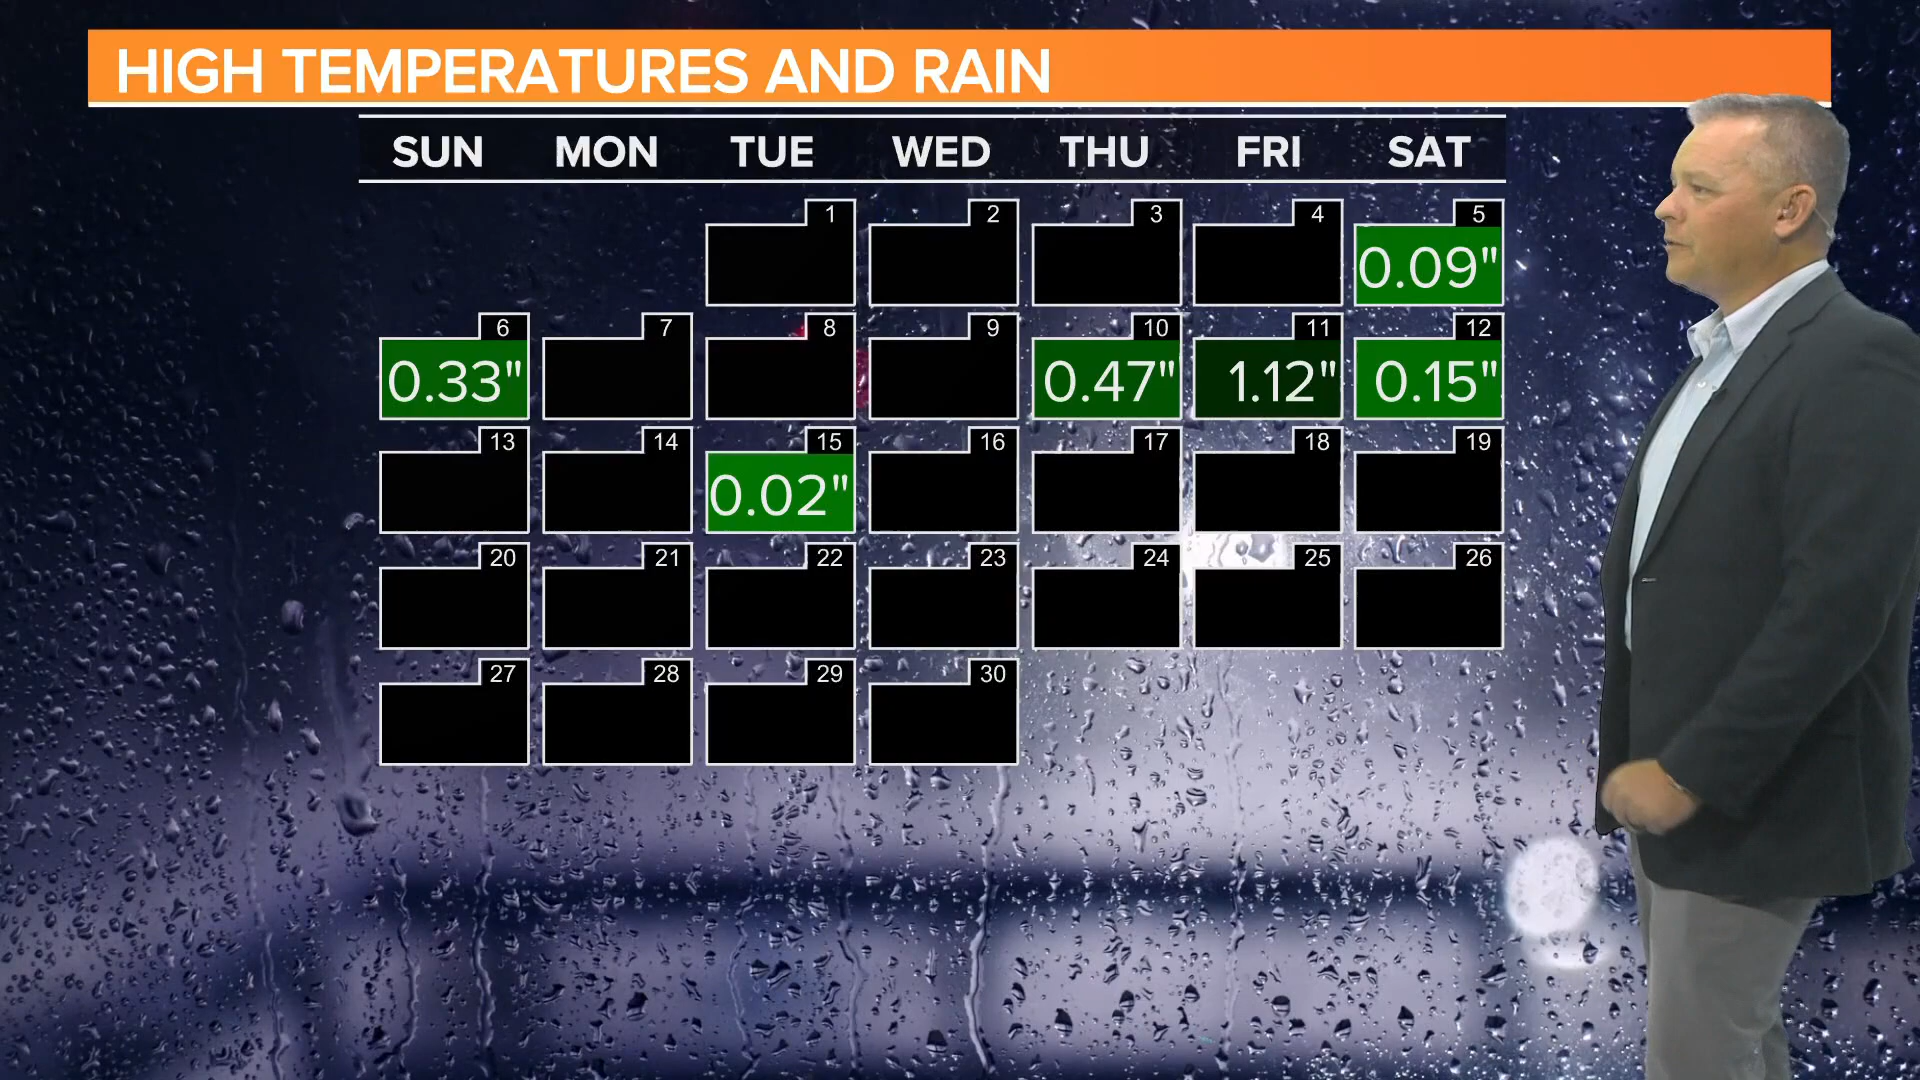 HIGH TEMPERATURES AND RAIN
SUN MON TUE WED THU FRI SAT
1 2 3 4 5
0.09"
6 7 8 9 10 11 12
0.33" 0.47" 1.12" 0.15"
13 14 15 16 17 18 19
0.02"
20 21 22 23 24 25 26
27 28 29 30